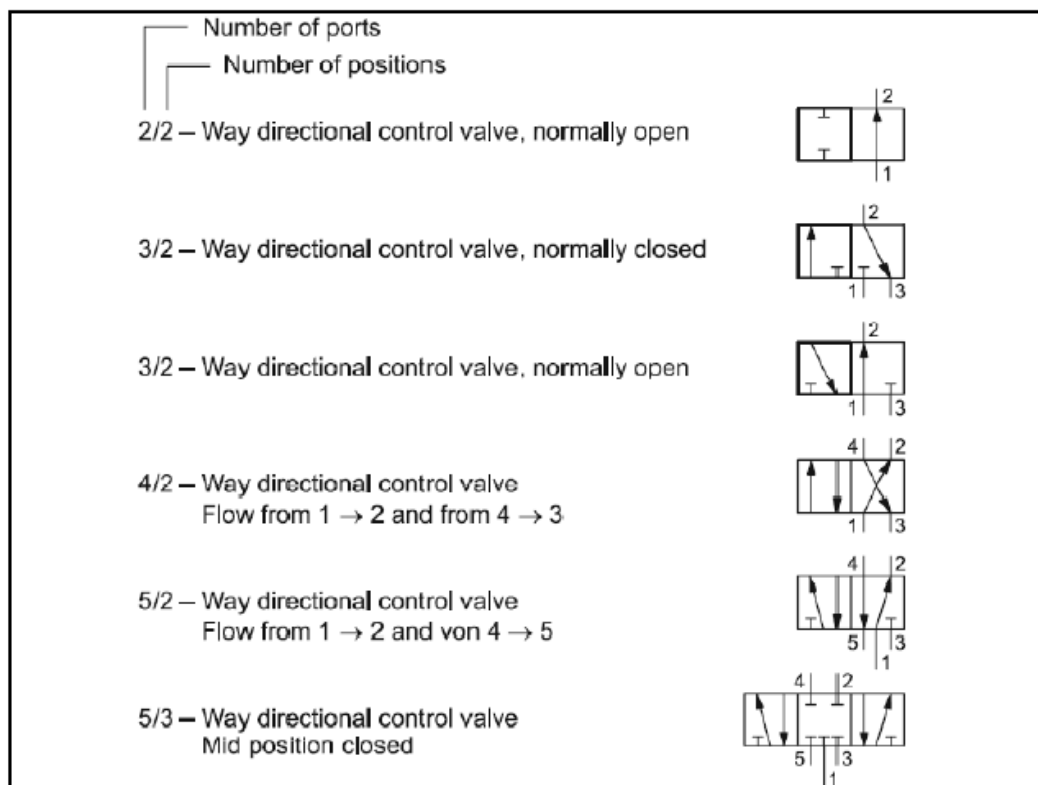 Number of ports
Number of positions
2/2 – Way directional control valve, normally open
2
1
3/2 – Way directional control valve, normally closed
2
1 3
3/2 – Way directional control valve, normally open
2
1 3
4/2 – Way directional control valve
Flow from 1 → 2 and from 4 → 3
4 2
1 3
5/2 – Way directional control valve
Flow from 1 → 2 and von 4 → 5
4 2
5 3
1
5/3 – Way directional control valve
Mid position closed
4 2
5 3
1